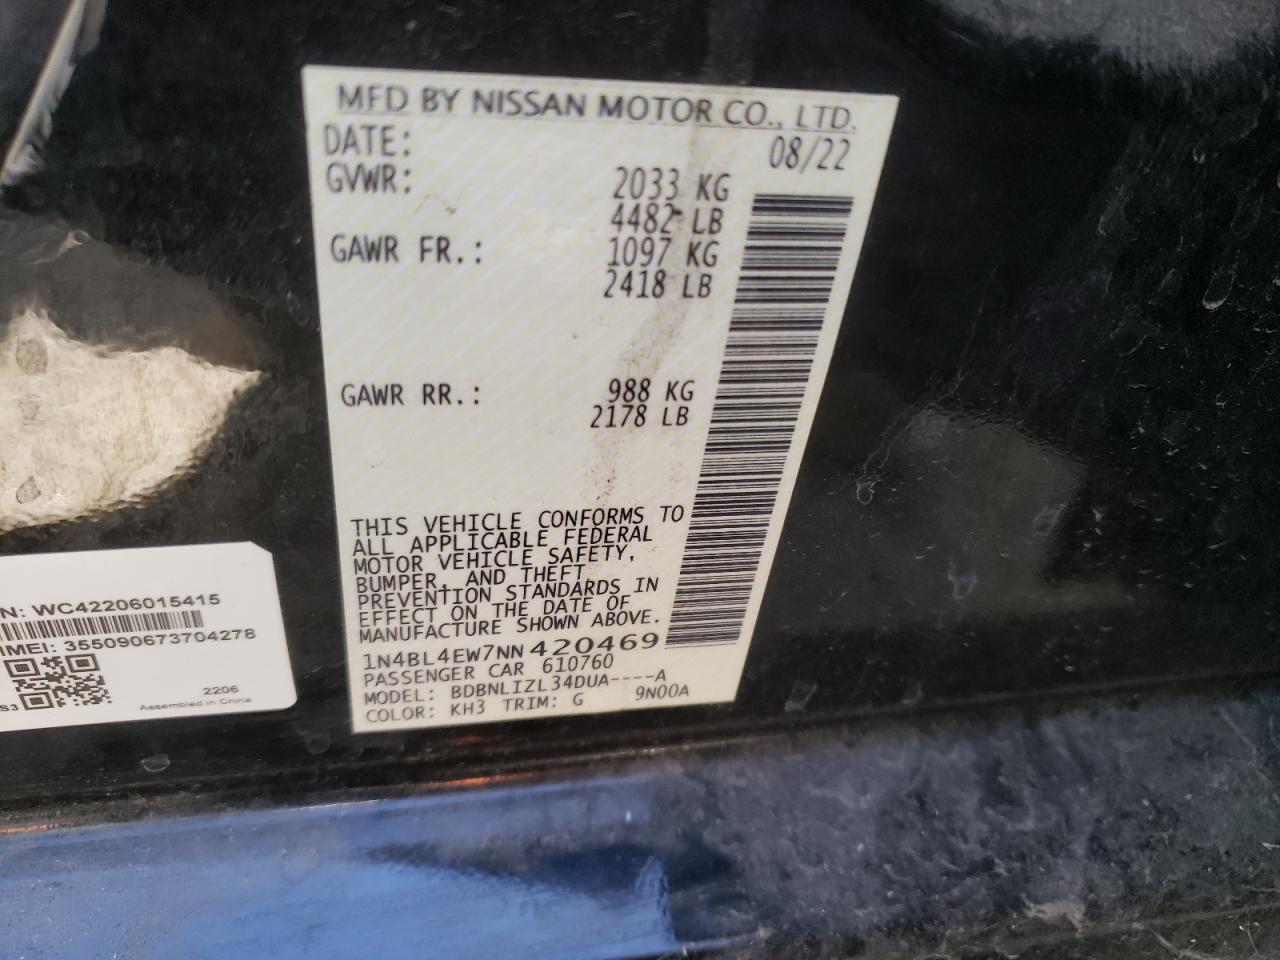 MFD BY NISSAN MOTOR CO., LTD.
DATE: 08/22
GVWR: 2033 KG
4482 LB
GAWR FR.: 1097 KG
2418 LB
GAWR RR.: 988 KG
2178 LB
THIS VEHICLE CONFORMS TO
ALL APPLICABLE FEDERAL
MOTOR VEHICLE SAFETY,
BUMPER, AND THEFT
PREVENTION STANDARDS IN
EFFECT ON THE DATE OF
MANUFACTURE SHOWN ABOVE.
1N4BL4EW7NN420469
PASSENGER CAR 610760
MODEL: BDBNLIZL34DUA----A
COLOR: KH3 TRIM: G 9N00A
N: WC42206015415
IMEI: 355090673704278
2206
S3
Assembled in China